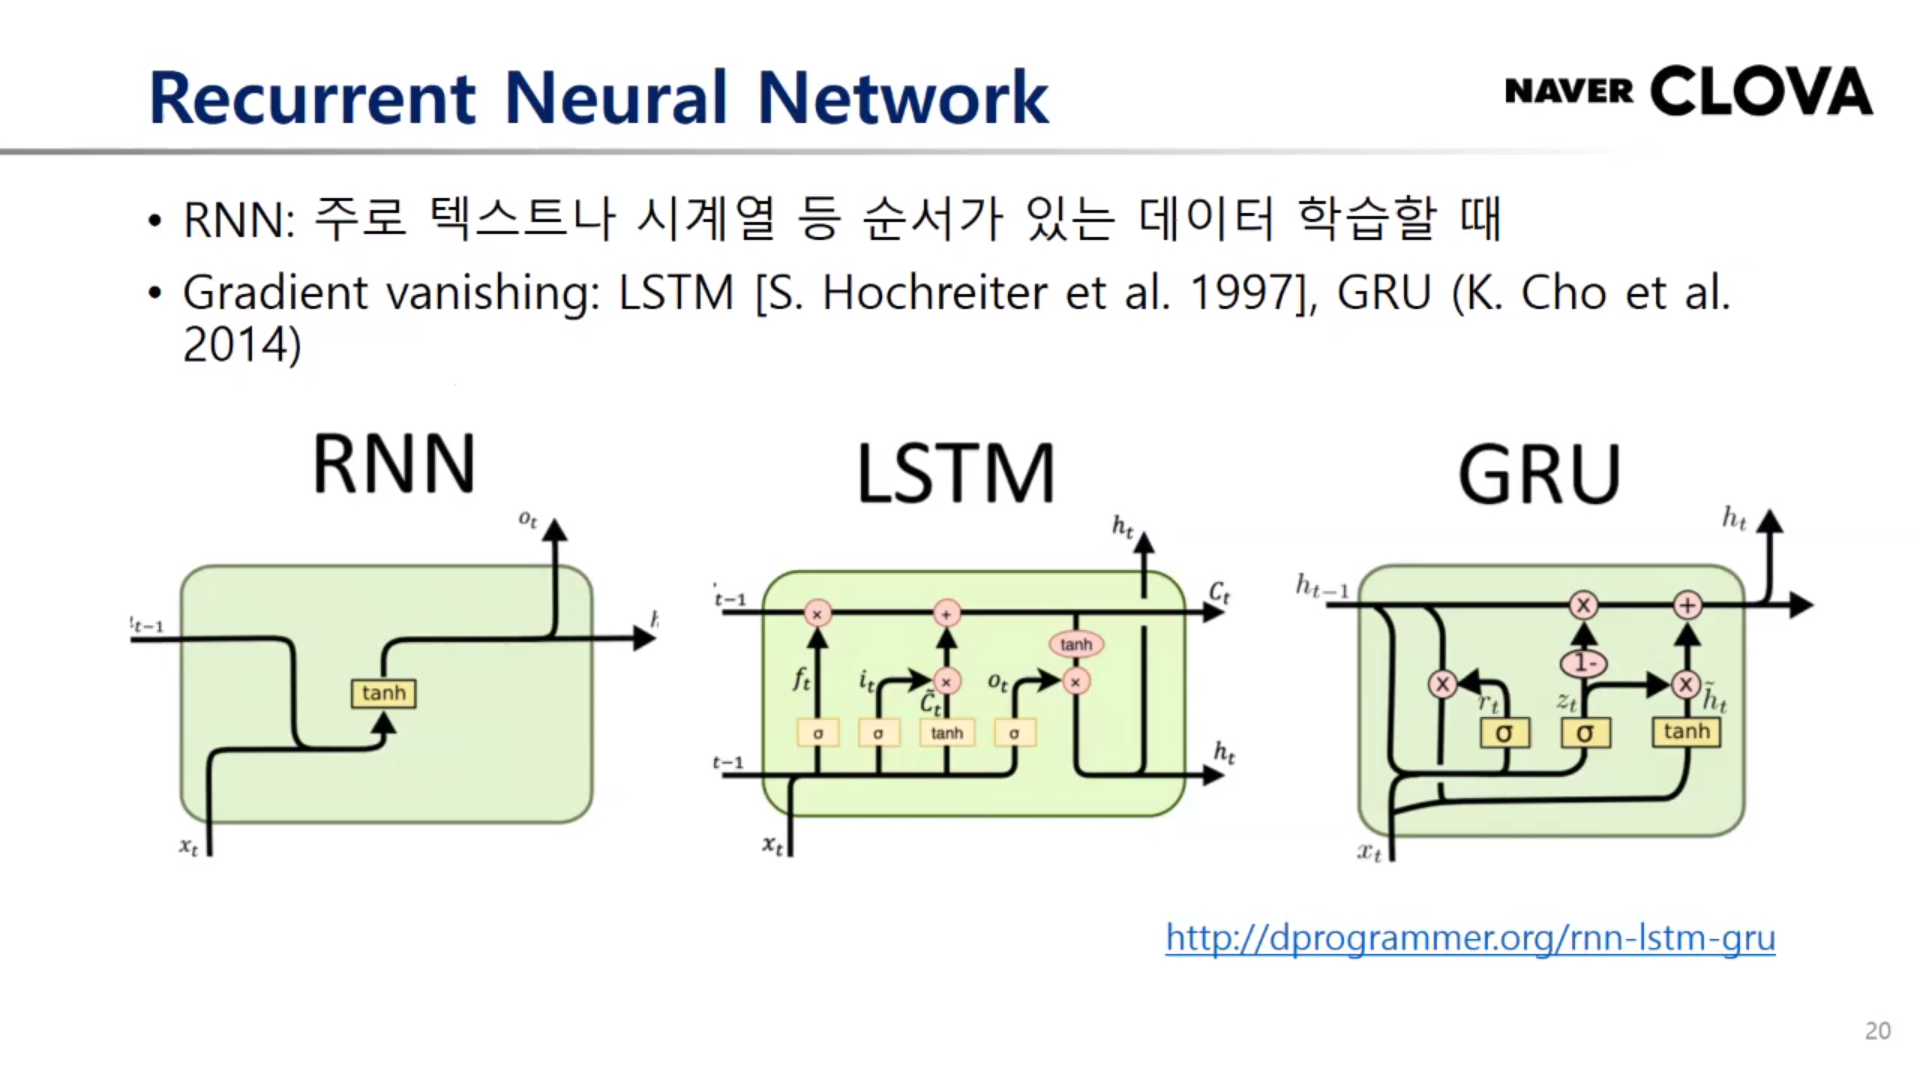 Recurrent Neural Network
NAVER CLOVA
• RNN: 주로 텍스트나 시계열 등 순서가 있는 데이터 학습할 때
• Gradient vanishing: LSTM [S. Hochreiter et al. 1997], GRU (K. Cho et al.
2014)
RNN
o_t
t−1
h
tanh
x_t
LSTM
h_t
t−1
C_t
×
+
tanh
f_t
i_t
×
C̃_t
o_t
×
σ
σ
tanh
σ
t−1
h_t
x_t
GRU
h_t
h_{t−1}
x
+
1-
x
r_t
z_t
x
h̃_t
σ
σ
tanh
x_t
http://dprogrammer.org/rnn-lstm-gru
20